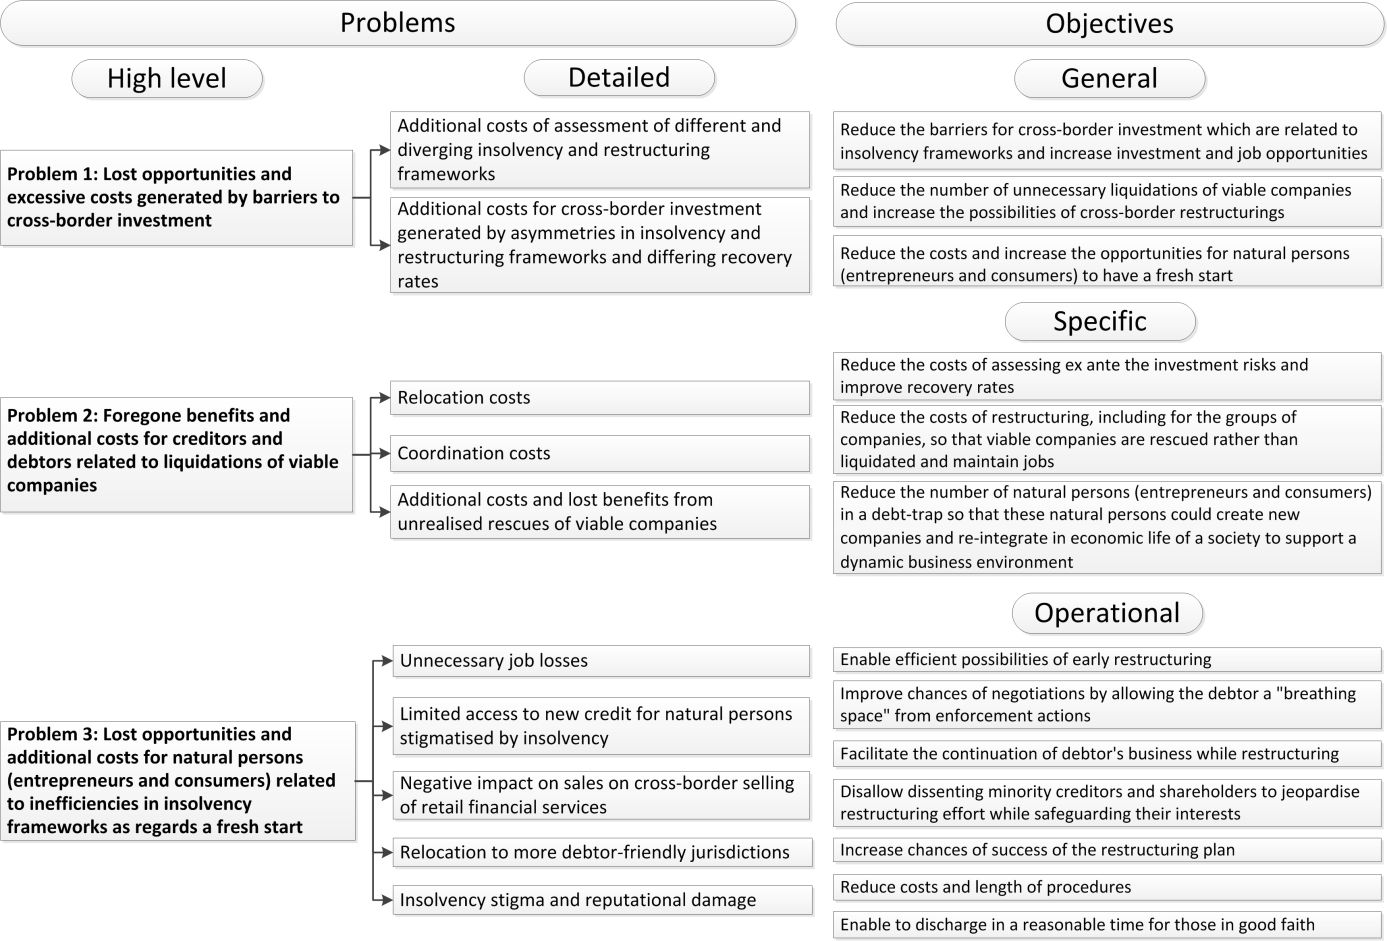 Problems
High level
Detailed
Problem 1: Lost opportunities and
excessive costs generated by barriers to
cross-border investment
Additional costs of assessment of different and
diverging insolvency and restructuring
frameworks
Additional costs for cross-border investment
generated by asymmetries in insolvency and
restructuring frameworks and differing recovery
rates
Problem 2: Foregone benefits and
additional costs for creditors and
debtors related to liquidations of viable
companies
Relocation costs
Coordination costs
Additional costs and lost benefits from
unrealised rescues of viable companies
Problem 3: Lost opportunities and
additional costs for natural persons
(entrepreneurs and consumers) related
to inefficiencies in insolvency
frameworks as regards a fresh start
Unnecessary job losses
Limited access to new credit for natural persons
stigmatised by insolvency
Negative impact on sales on cross-border selling
of retail financial services
Relocation to more debtor-friendly jurisdictions
Insolvency stigma and reputational damage
Objectives
General
Reduce the barriers for cross-border investment which are related to
insolvency frameworks and increase investment and job opportunities
Reduce the number of unnecessary liquidations of viable companies
and increase the possibilities of cross-border restructurings
Reduce the costs and increase the opportunities for natural persons
(entrepreneurs and consumers) to have a fresh start
Specific
Reduce the costs of assessing ex ante the investment risks and
improve recovery rates
Reduce the costs of restructuring, including for the groups of
companies, so that viable companies are rescued rather than
liquidated and maintain jobs
Reduce the number of natural persons (entrepreneurs and consumers)
in a debt-trap so that these natural persons could create new
companies and re-integrate in economic life of a society to support a
dynamic business environment
Operational
Enable efficient possibilities of early restructuring
Improve chances of negotiations by allowing the debtor a "breathing
space" from enforcement actions
Facilitate the continuation of debtor's business while restructuring
Disallow dissenting minority creditors and shareholders to jeopardise
restructuring effort while safeguarding their interests
Increase chances of success of the restructuring plan
Reduce costs and length of procedures
Enable to discharge in a reasonable time for those in good faith